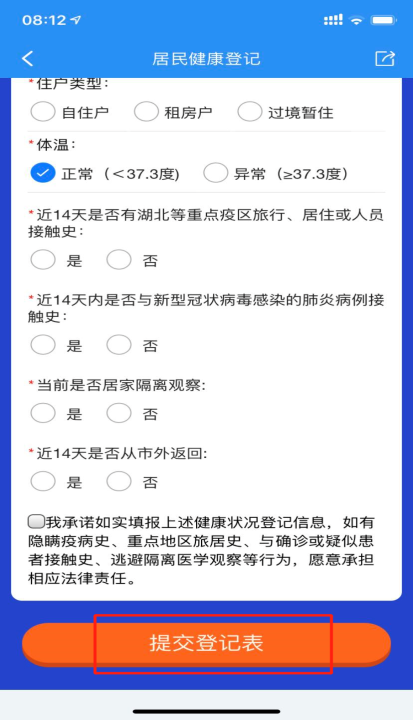 08:12
居民健康登记
*住户类型:
自住户 租房户 过境暂住
*体温:
正常（<37.3度） 异常（≥37.3度）
*近14天是否有湖北等重点疫区旅行、居住或人员
接触史:
是 否
*近14天内是否与新型冠状病毒感染的肺炎病例接
触史:
是 否
*当前是否居家隔离观察:
是 否
*近14天是否从市外返回:
是 否
我承诺如实填报上述健康状况登记信息，如有
隐瞒疫病史、重点地区旅居史、与确诊或疑似患
者接触史、逃避隔离医学观察等行为，愿意承担
相应法律责任。
提交登记表